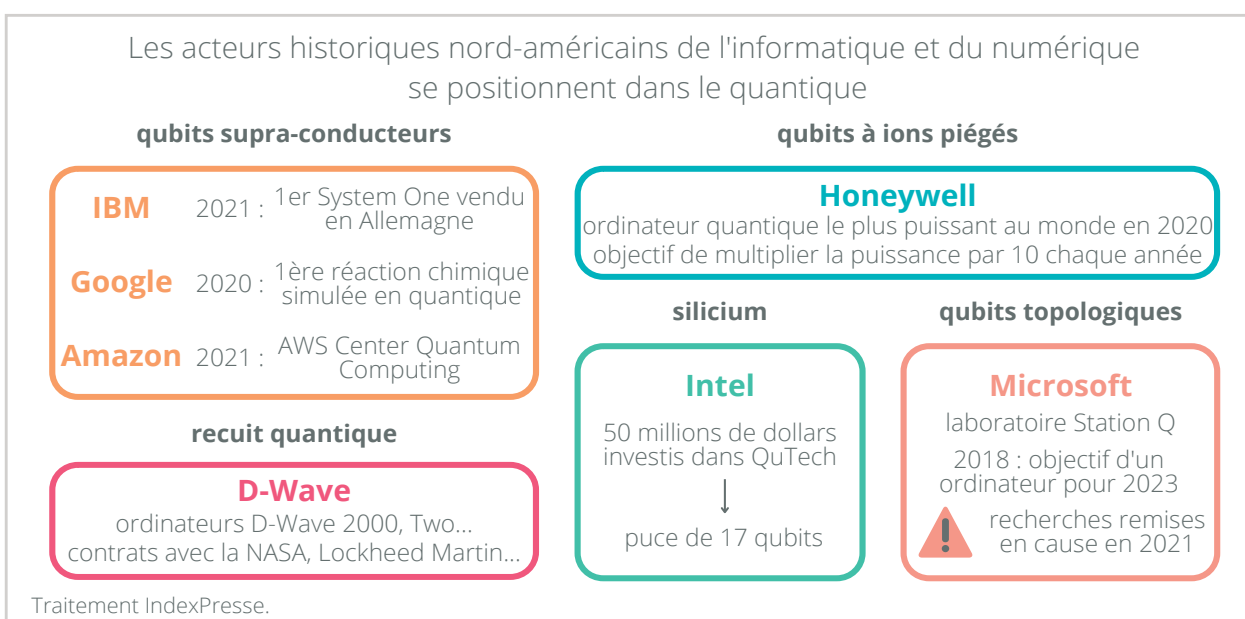 Les acteurs historiques nord-américains de l'informatique et du numérique
se positionnent dans le quantique
qubits supra-conducteurs
IBM 2021 : 1er System One vendu
en Allemagne
Google 2020 : 1ère réaction chimique
simulée en quantique
Amazon 2021 : AWS Center Quantum
Computing
qubits à ions piégés
Honeywell
ordinateur quantique le plus puissant au monde en 2020
objectif de multiplier la puissance par 10 chaque année
recuit quantique
D-Wave
ordinateurs D-Wave 2000, Two...
contrats avec la NASA, Lockheed Martin...
silicium
Intel
50 millions de dollars
investis dans QuTech
puce de 17 qubits
qubits topologiques
Microsoft
laboratoire Station Q
2018 : objectif d'un
ordinateur pour 2023
recherches remises
en cause en 2021
Traitement IndexPresse.